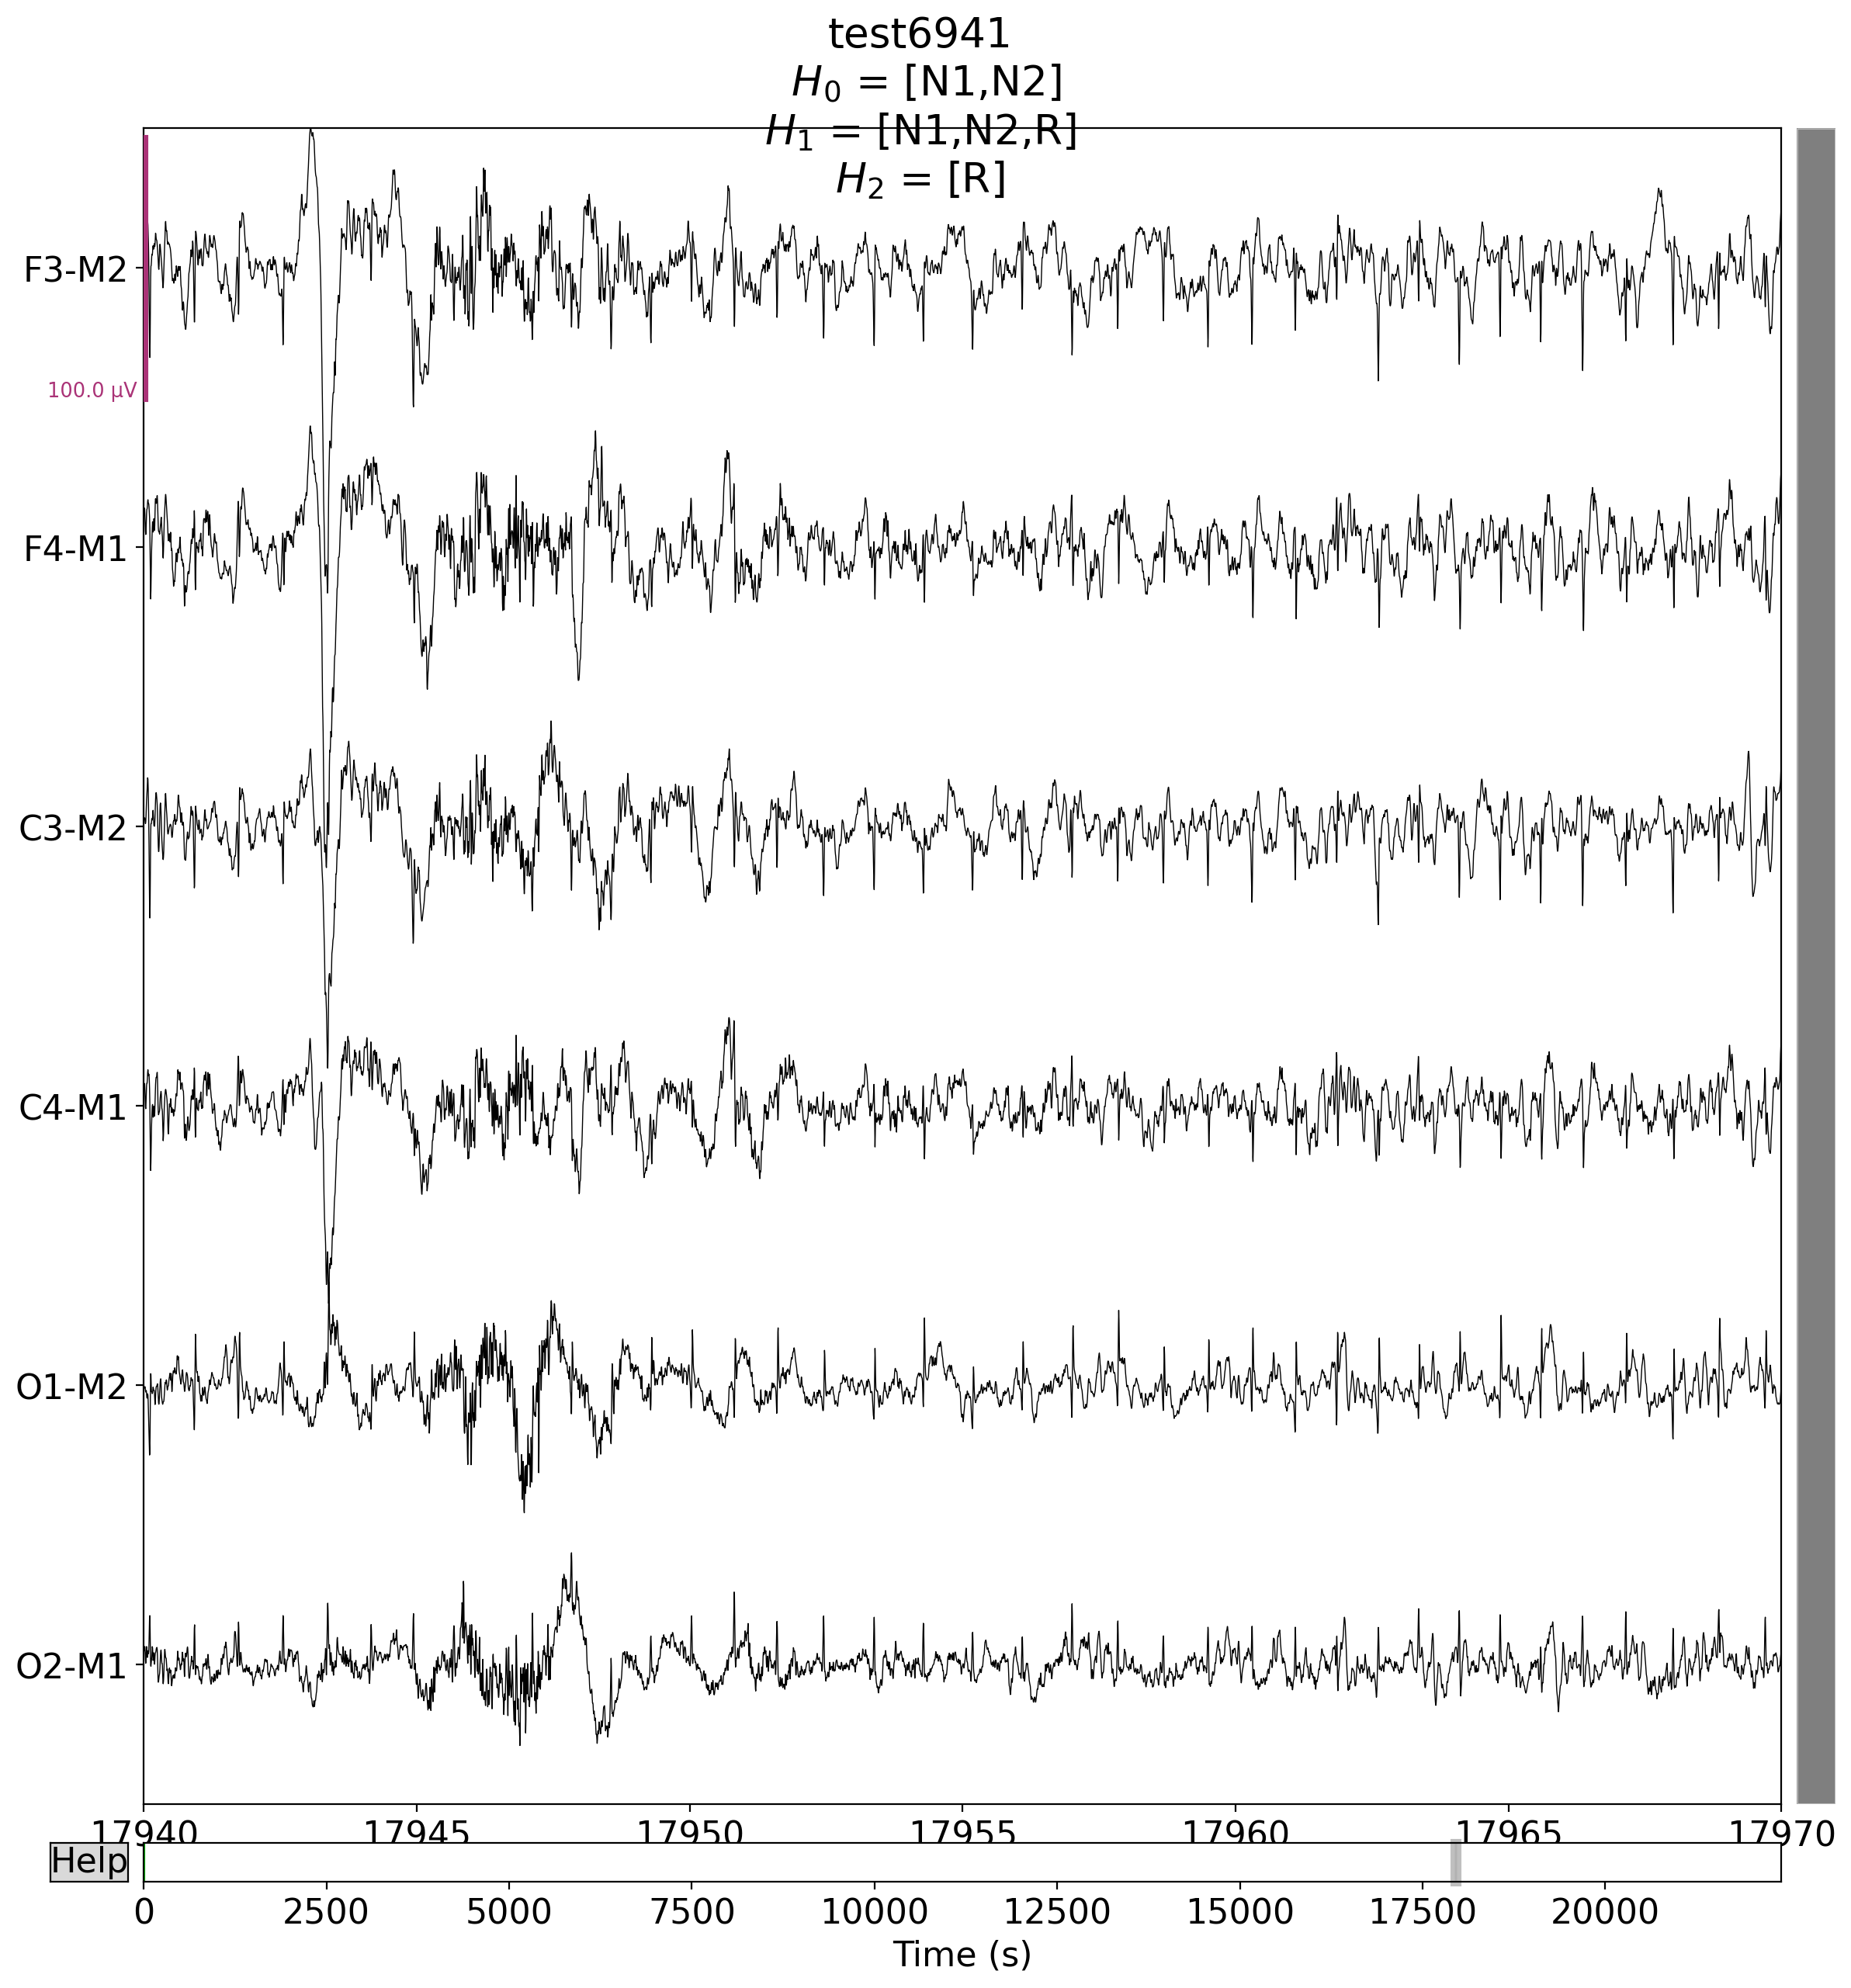 test6941
H₀ = [N1,N2]
H₁ = [N1,N2,R]
H₂ = [R]
F3-M2
100.0 µV
F4-M1
C3-M2
C4-M1
O1-M2
O2-M1
17940 17945 17950 17955 17960 17965 17970
Help
0 2500 5000 7500 10000 12500 15000 17500 20000
Time (s)